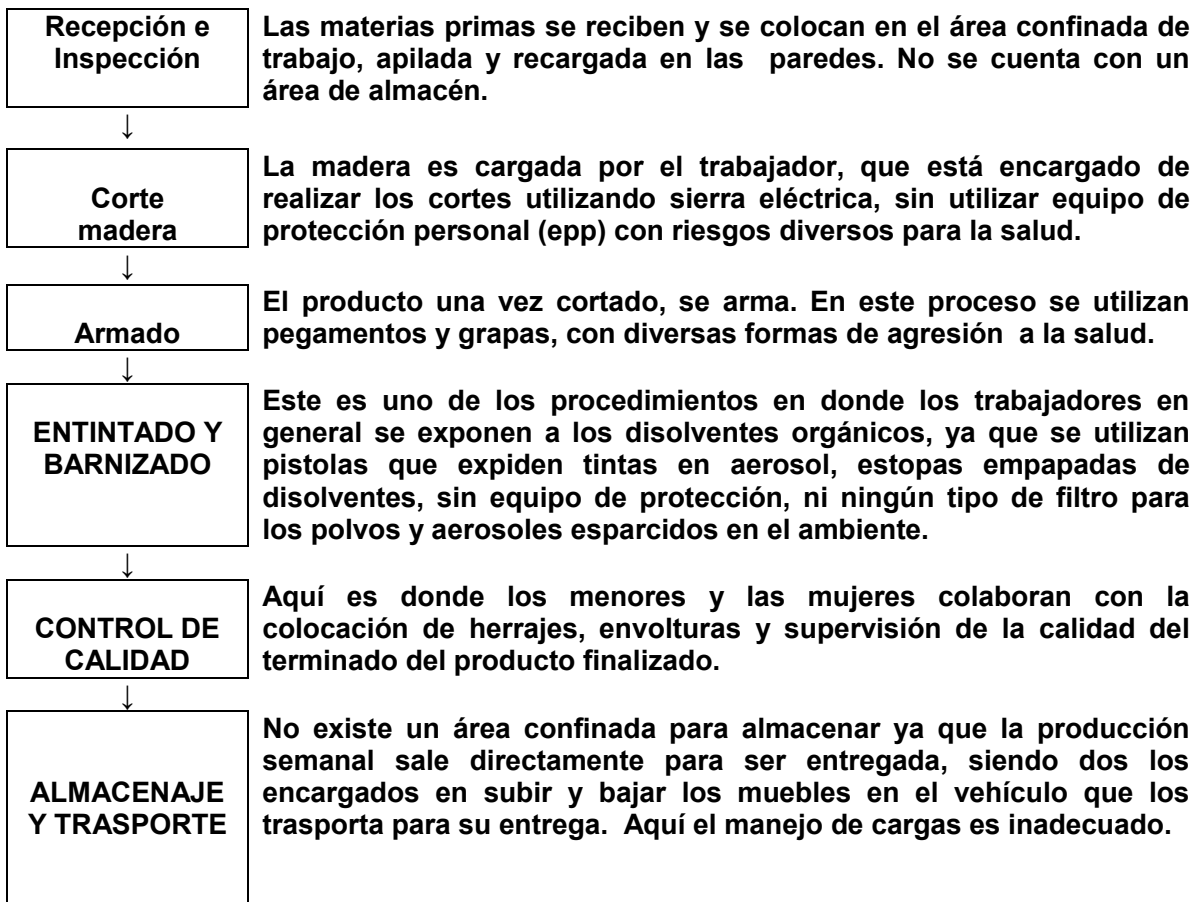 Recepción e
Inspección
Las materias primas se reciben y se colocan en el área confinada de
trabajo, apilada y recargada en las paredes. No se cuenta con un
área de almacén.
↓
Corte
madera
La madera es cargada por el trabajador, que está encargado de
realizar los cortes utilizando sierra eléctrica, sin utilizar equipo de
protección personal (epp) con riesgos diversos para la salud.
↓
Armado
El producto una vez cortado, se arma. En este proceso se utilizan
pegamentos y grapas, con diversas formas de agresión a la salud.
↓
ENTINTADO Y
BARNIZADO
Este es uno de los procedimientos en donde los trabajadores en
general se exponen a los disolventes orgánicos, ya que se utilizan
pistolas que expiden tintas en aerosol, estopas empapadas de
disolventes, sin equipo de protección, ni ningún tipo de filtro para
los polvos y aerosoles esparcidos en el ambiente.
↓
CONTROL DE
CALIDAD
Aquí es donde los menores y las mujeres colaboran con la
colocación de herrajes, envolturas y supervisión de la calidad del
terminado del producto finalizado.
↓
ALMACENAJE
Y TRASPORTE
No existe un área confinada para almacenar ya que la producción
semanal sale directamente para ser entregada, siendo dos los
encargados en subir y bajar los muebles en el vehículo que los
trasporta para su entrega. Aquí el manejo de cargas es inadecuado.